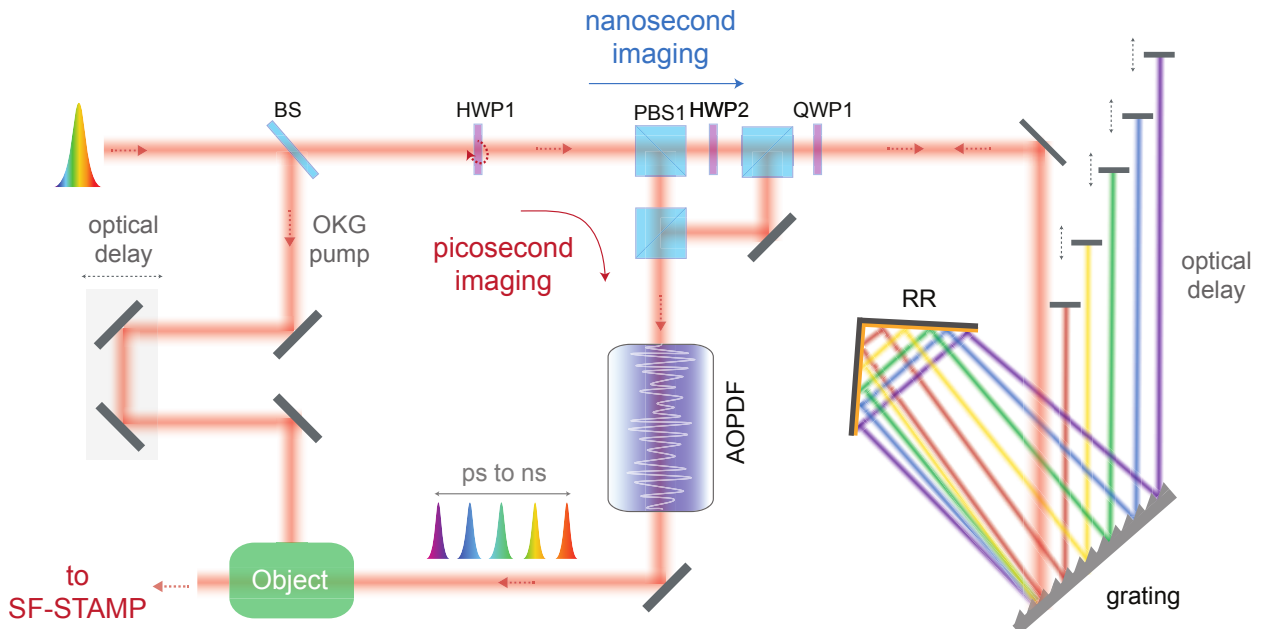 nanosecond
imaging
BS
HWP1
PBS1
HWP2
QWP1
optical
delay
OKG
pump
picosecond
imaging
optical
delay
RR
AOPDF
ps to ns
Object
to
SF-STAMP
grating